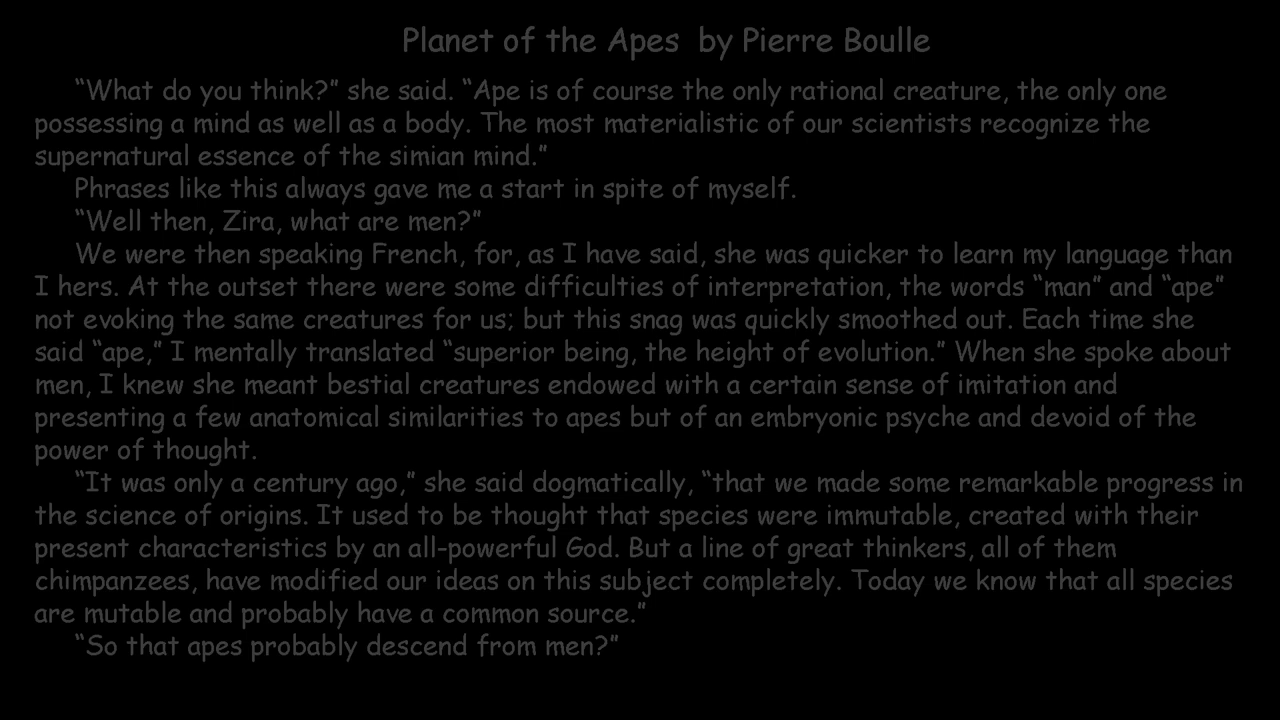 Planet of the Apes  by Pierre Boulle
“What do you think?” she said. “Ape is of course the only rational creature, the only one
possessing a mind as well as a body. The most materialistic of our scientists recognize the
supernatural essence of the simian mind.”
Phrases like this always gave me a start in spite of myself.
“Well then, Zira, what are men?”
We were then speaking French, for, as I have said, she was quicker to learn my language than
I hers. At the outset there were some difficulties of interpretation, the words “man” and “ape”
not evoking the same creatures for us; but this snag was quickly smoothed out. Each time she
said “ape,” I mentally translated “superior being, the height of evolution.” When she spoke about
men, I knew she meant bestial creatures endowed with a certain sense of imitation and
presenting a few anatomical similarities to apes but of an embryonic psyche and devoid of the
power of thought.
“It was only a century ago,” she said dogmatically, “that we made some remarkable progress in
the science of origins. It used to be thought that species were immutable, created with their
present characteristics by an all-powerful God. But a line of great thinkers, all of them
chimpanzees, have modified our ideas on this subject completely. Today we know that all species
are mutable and probably have a common source.”
“So that apes probably descend from men?”